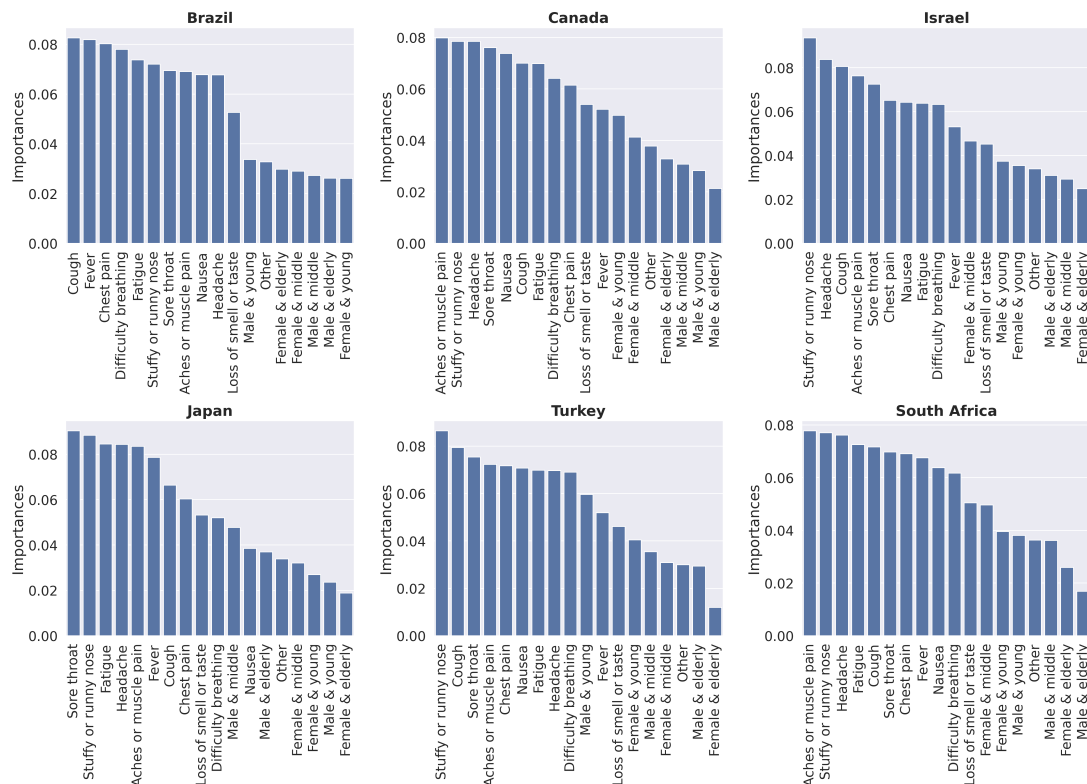 Brazil
Importances
0.08
0.06
0.04
0.02
0.00
Cough
Fever
Chest pain
Difficulty breathing
Fatigue
Stuffy or runny nose
Sore throat
Aches or muscle pain
Nausea
Headache
Loss of smell or taste
Male & young
Other
Female & elderly
Female & middle
Male & middle
Male & elderly
Female & young
Canada
Importances
0.08
0.06
0.04
0.02
0.00
Aches or muscle pain
Stuffy or runny nose
Headache
Sore throat
Nausea
Cough
Fatigue
Difficulty breathing
Chest pain
Loss of smell or taste
Fever
Female & young
Female & middle
Other
Female & elderly
Male & middle
Male & young
Male & elderly
Israel
Importances
0.08
0.06
0.04
0.02
0.00
Stuffy or runny nose
Headache
Cough
Aches or muscle pain
Sore throat
Chest pain
Nausea
Fatigue
Difficulty breathing
Fever
Female & middle
Loss of smell or taste
Male & young
Female & young
Other
Male & elderly
Male & middle
Female & elderly
Japan
Importances
0.08
0.06
0.04
0.02
0.00
Sore throat
Stuffy or runny nose
Fatigue
Headache
Aches or muscle pain
Fever
Cough
Chest pain
Loss of smell or taste
Difficulty breathing
Male & middle
Nausea
Male & elderly
Other
Female & middle
Female & young
Male & young
Female & elderly
Turkey
Importances
0.08
0.06
0.04
0.02
0.00
Stuffy or runny nose
Cough
Sore throat
Aches or muscle pain
Chest pain
Nausea
Fatigue
Headache
Difficulty breathing
Male & young
Fever
Loss of smell or taste
Female & young
Male & middle
Female & middle
Other
Male & elderly
Female & elderly
South Africa
Importances
0.08
0.06
0.04
0.02
0.00
Aches or muscle pain
Stuffy or runny nose
Headache
Fatigue
Cough
Sore throat
Chest pain
Fever
Nausea
Difficulty breathing
Loss of smell or taste
Female & middle
Female & young
Male & young
Other
Male & middle
Female & elderly
Male & elderly